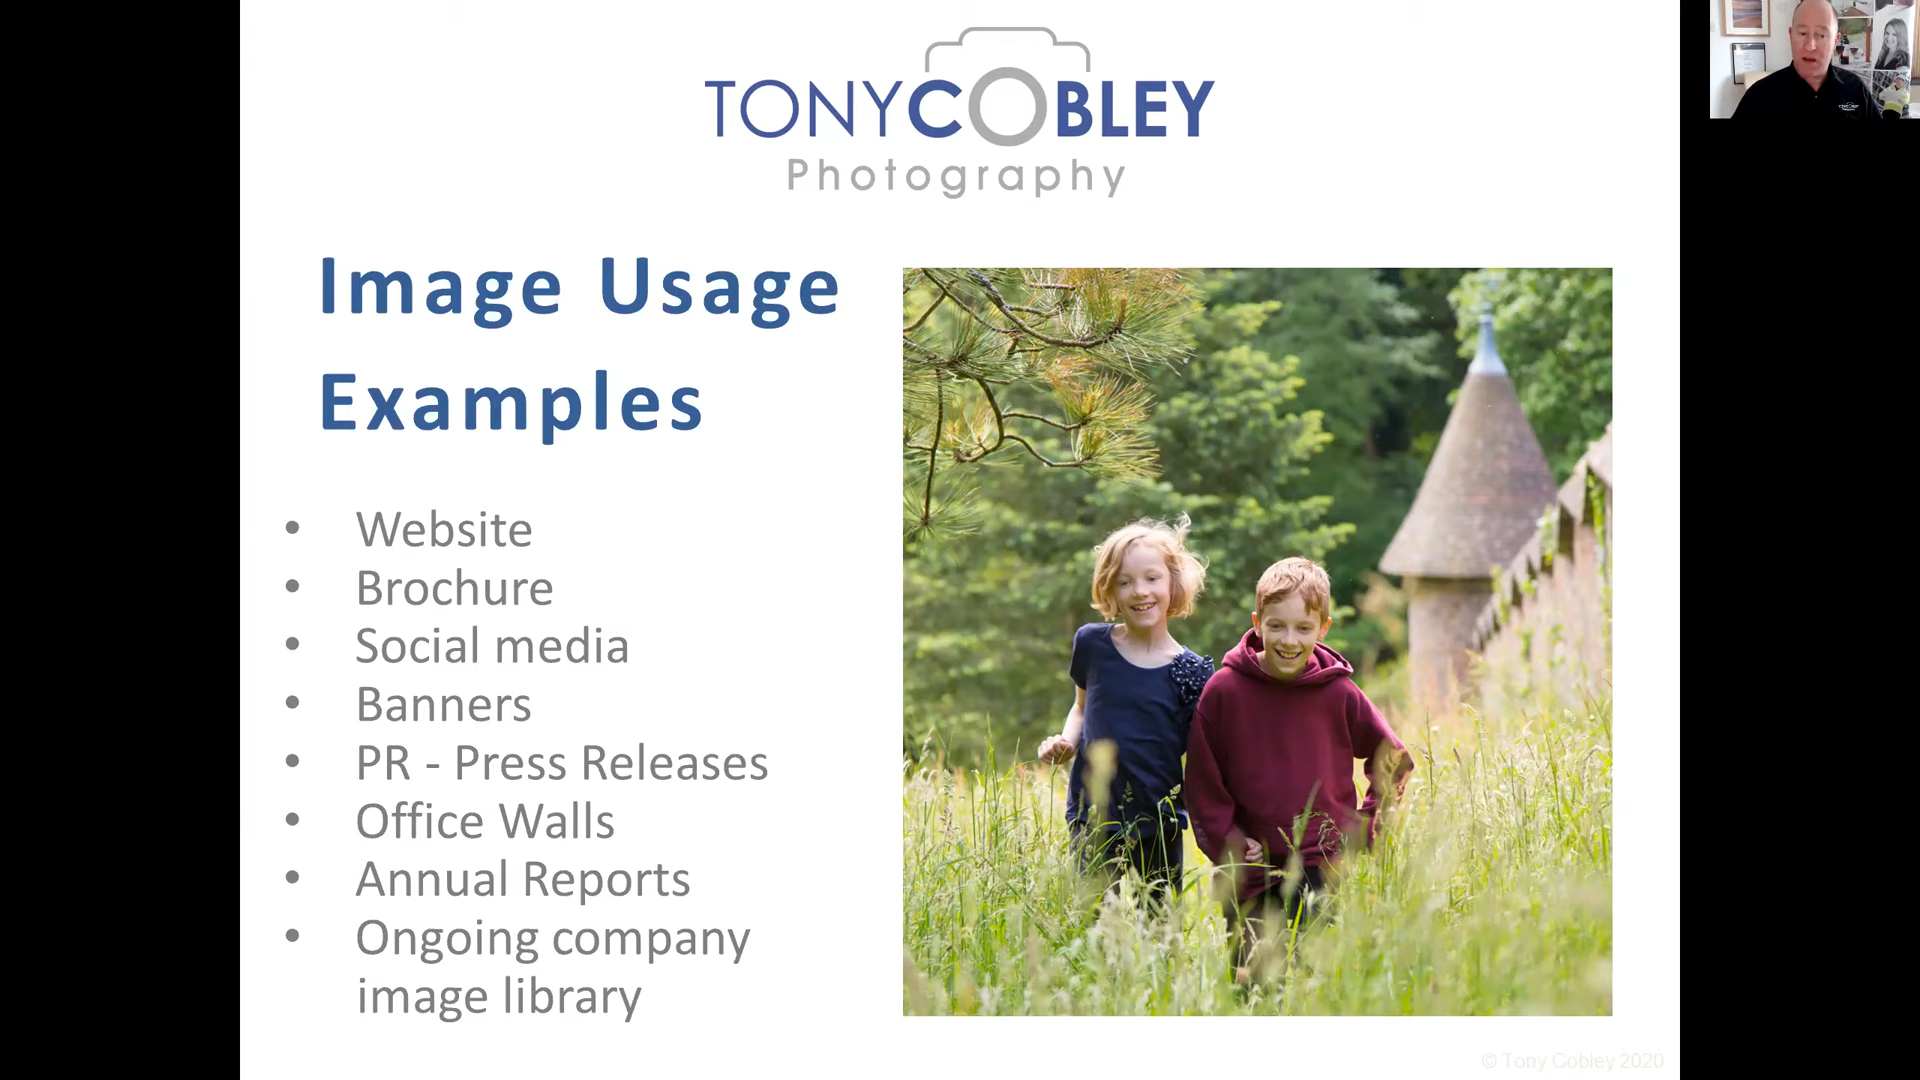 TONYCOBLEY
Photography
Image Usage
Examples
• Website
• Brochure
• Social media
• Banners
• PR - Press Releases
• Office Walls
• Annual Reports
• Ongoing company
image library
© Tony Cobley 2020